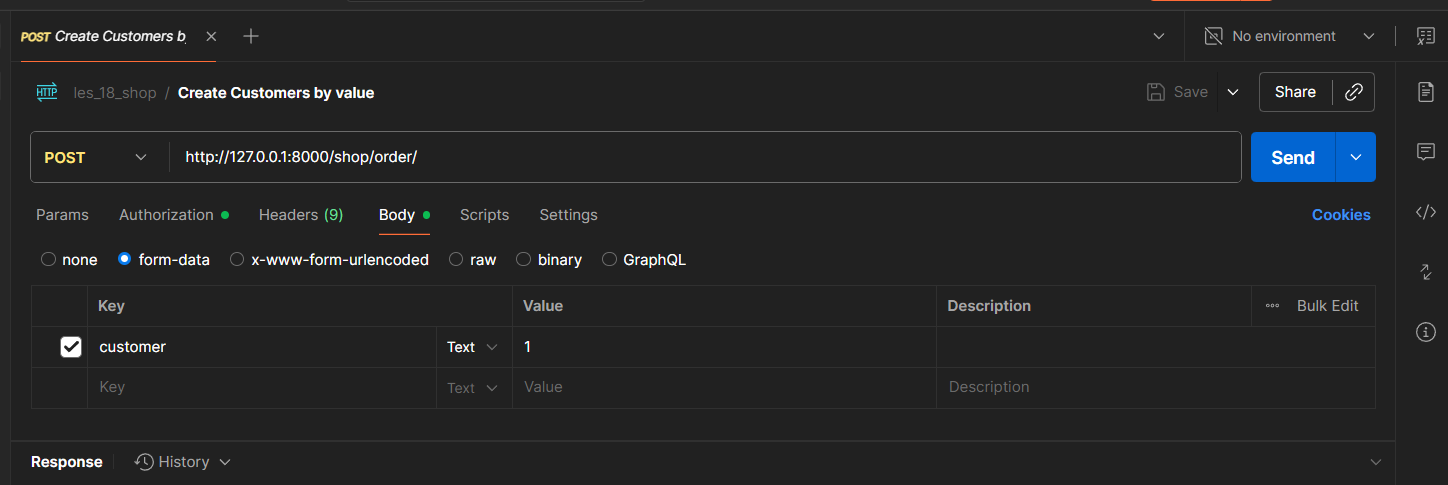 POST Create Customers b
No environment
HTTP les_18_shop / Create Customers by value
Save
Share
POST http://127.0.0.1:8000/shop/order/
Send
Params Authorization Headers (9) Body Scripts Settings Cookies
none form-data x-www-form-urlencoded raw binary GraphQL
Key Value Description Bulk Edit
customer Text 1
Key Text Value Description
Response History